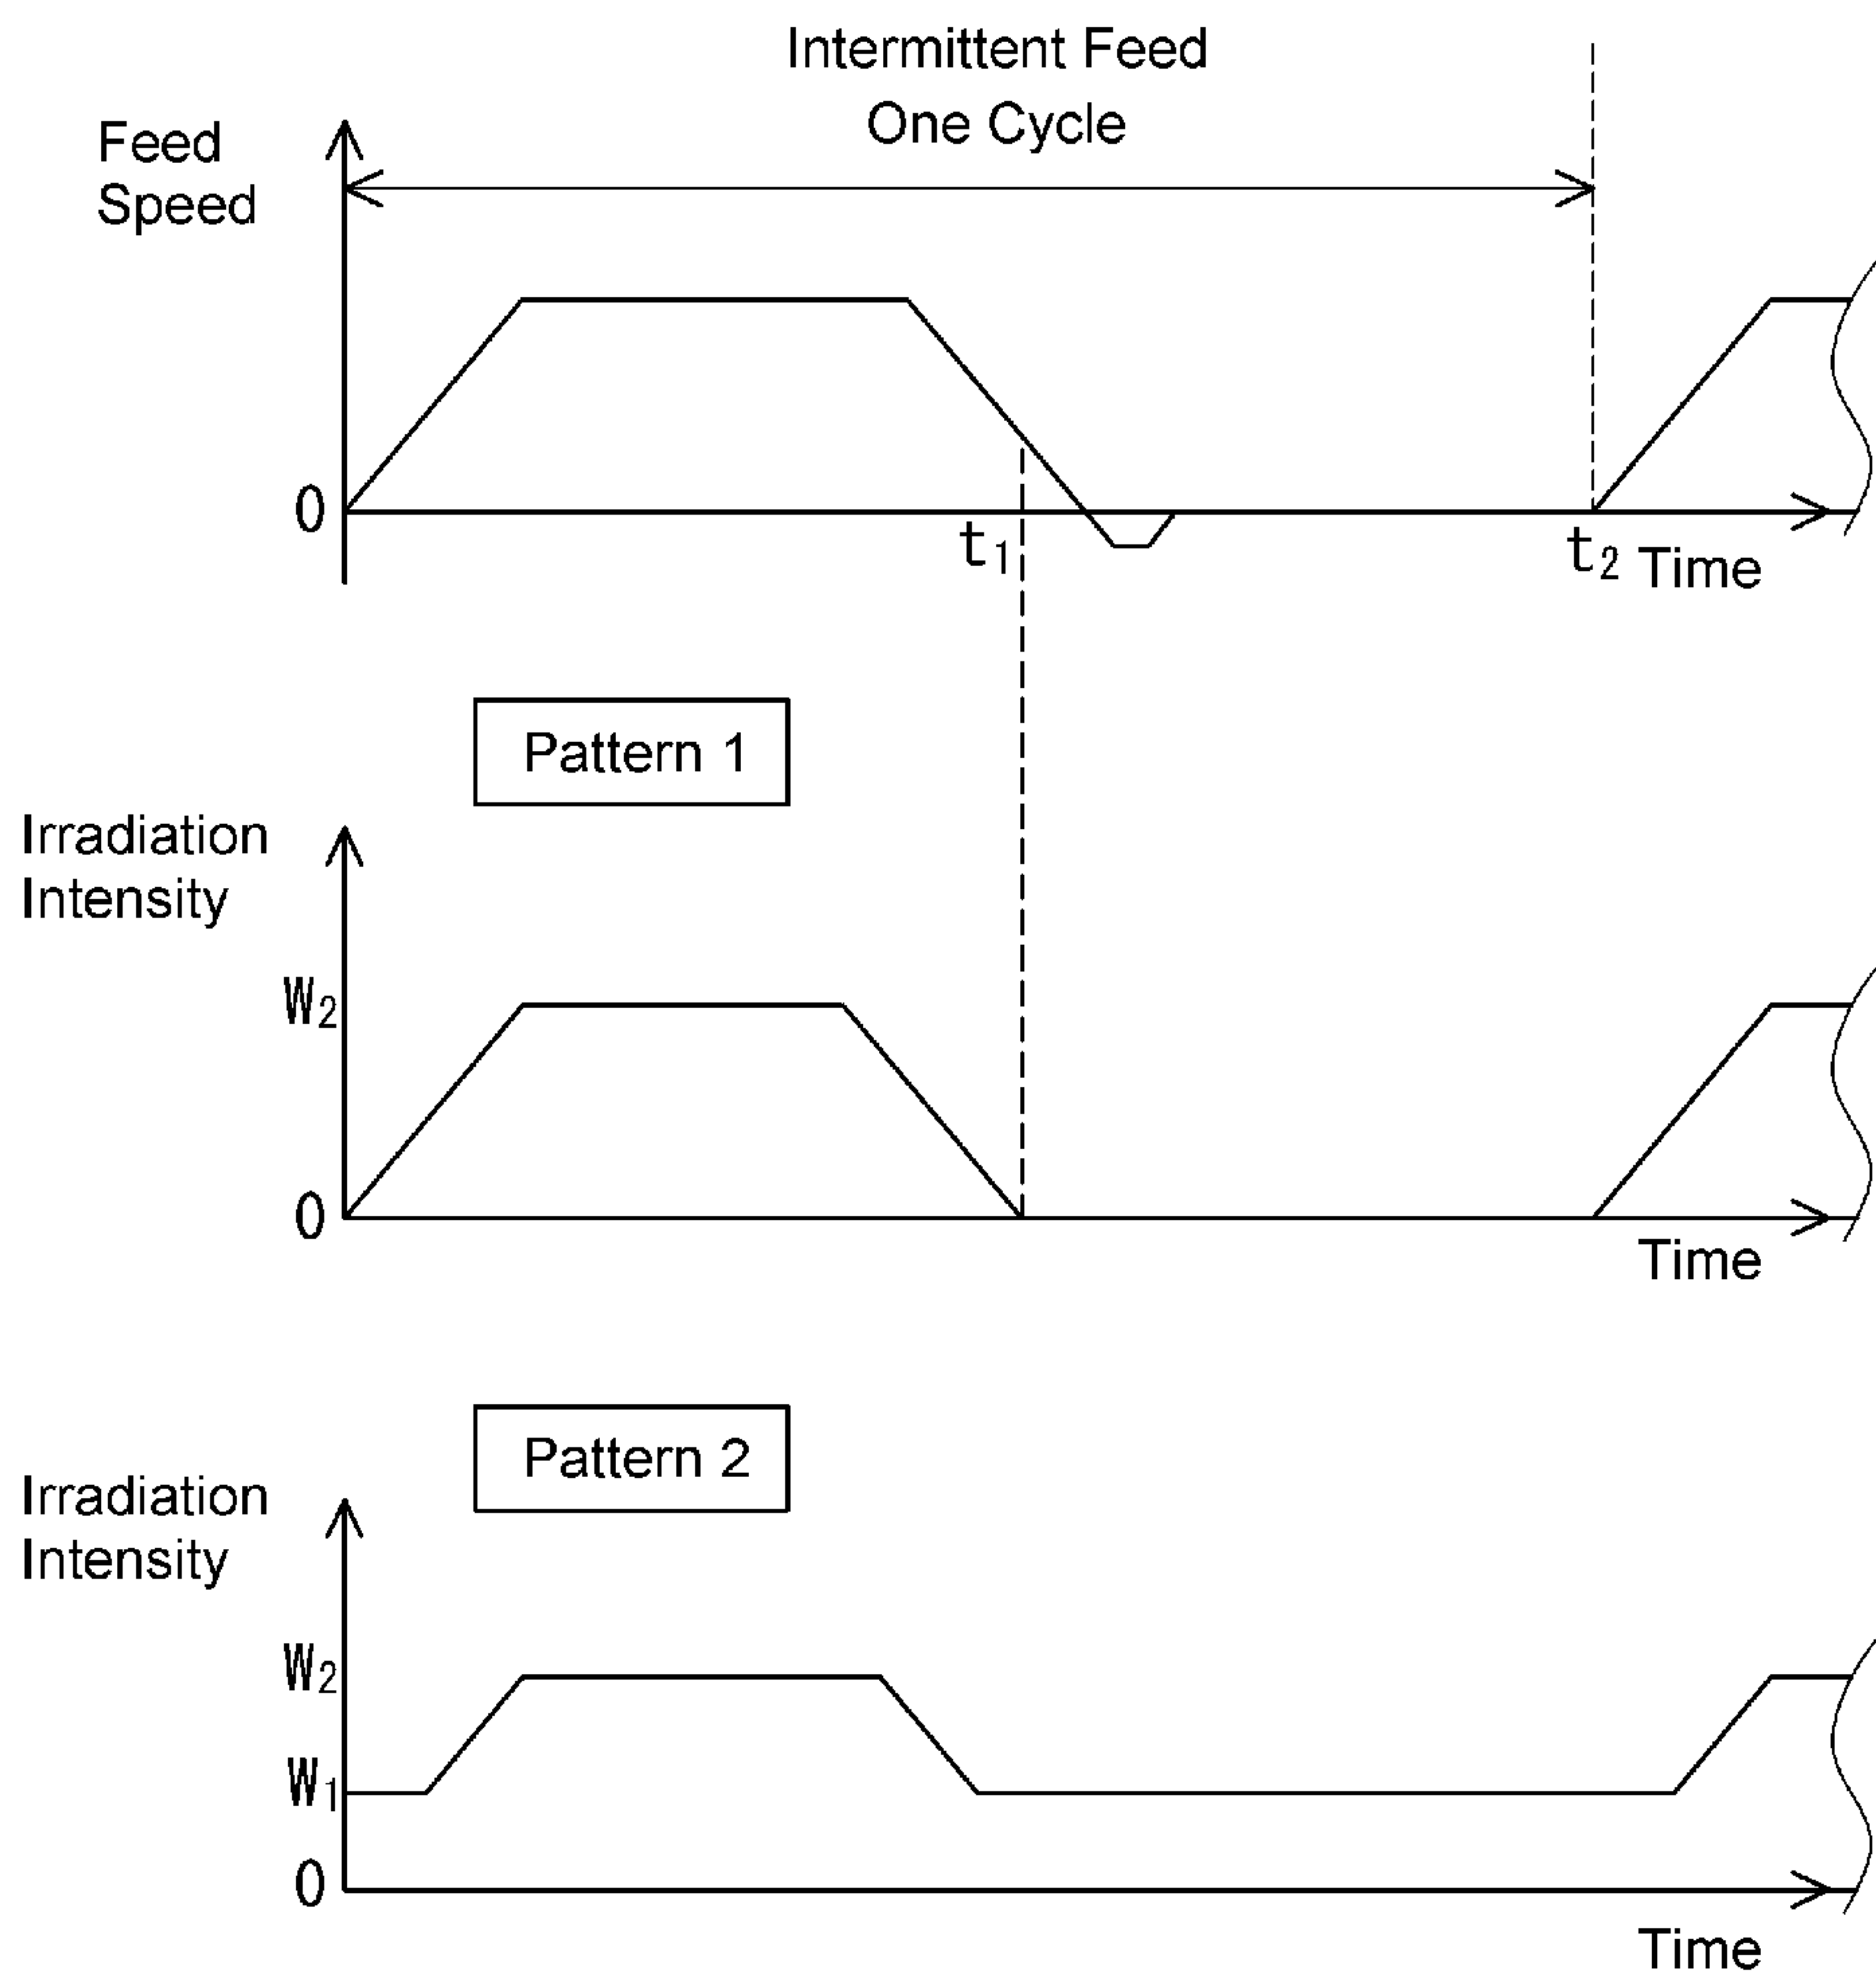 Intermittent Feed
One Cycle
Feed
Speed
0
t1
t2
Time
Pattern 1
Irradiation
Intensity
W2
0
Time
Pattern 2
Irradiation
Intensity
W2
W1
0
Time